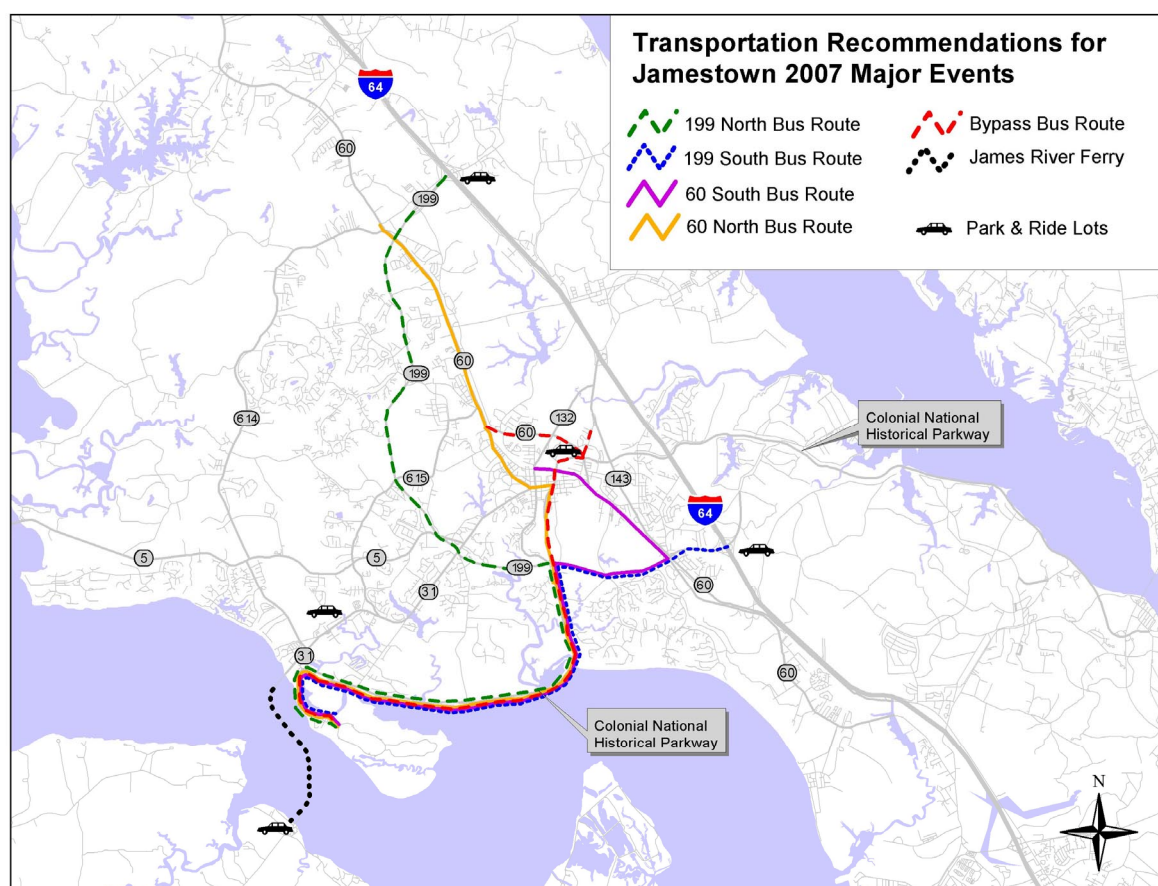 Transportation Recommendations for
Jamestown 2007 Major Events
199 North Bus Route
199 South Bus Route
60 South Bus Route
60 North Bus Route
Bypass Bus Route
James River Ferry
Park & Ride Lots
64
60
199
199
60
614
60
132
615
143
Colonial National
Historical Parkway
64
5
5
199
31
60
31
60
Colonial National
Historical Parkway
N